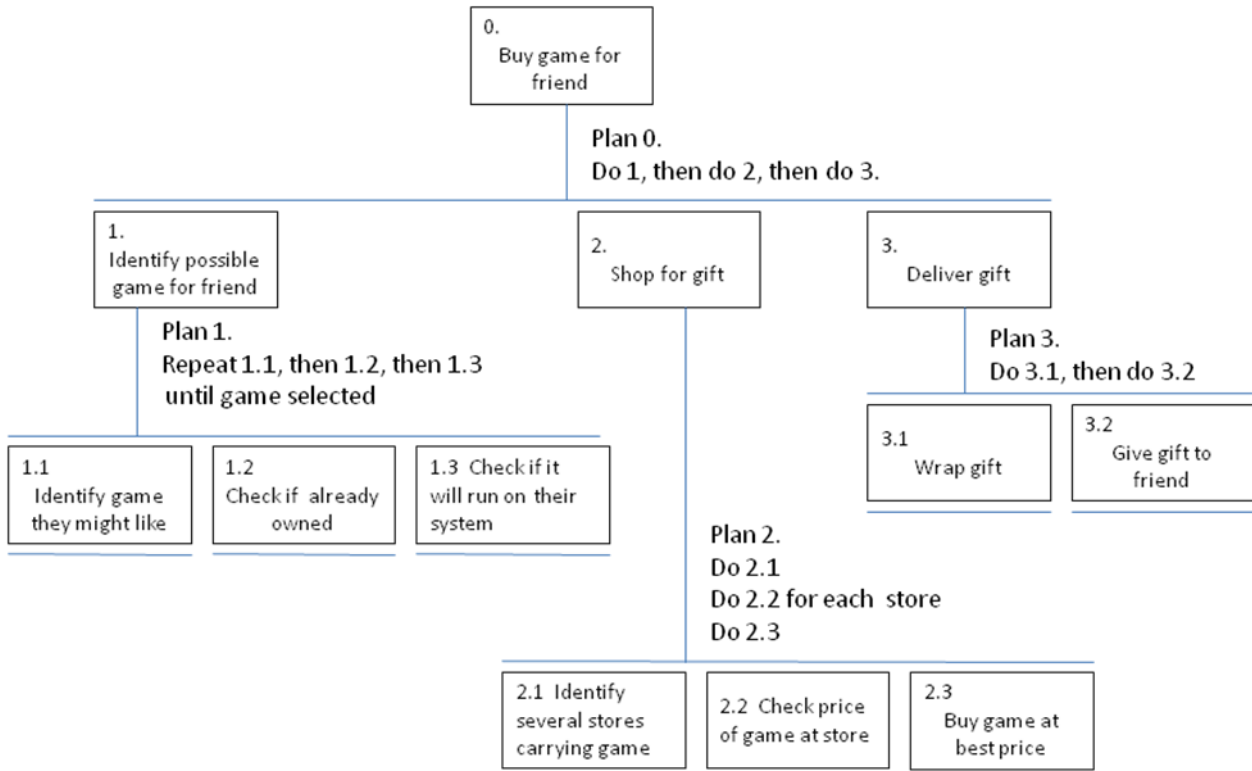 0.
Buy game for
friend
Plan 0.
Do 1, then do 2, then do 3.
1.
Identify possible
game for friend
2.
Shop for gift
3.
Deliver gift
Plan 1.
Repeat 1.1, then 1.2, then 1.3
until game selected
Plan 3.
Do 3.1, then do 3.2
1.1
Identify game
they might like
1.2
Check if already
owned
1.3 Check if it
will run on their
system
3.1
Wrap gift
3.2
Give gift to
friend
Plan 2.
Do 2.1
Do 2.2 for each store
Do 2.3
2.1 Identify
several stores
carrying game
2.2 Check price
of game at store
2.3
Buy game at
best price